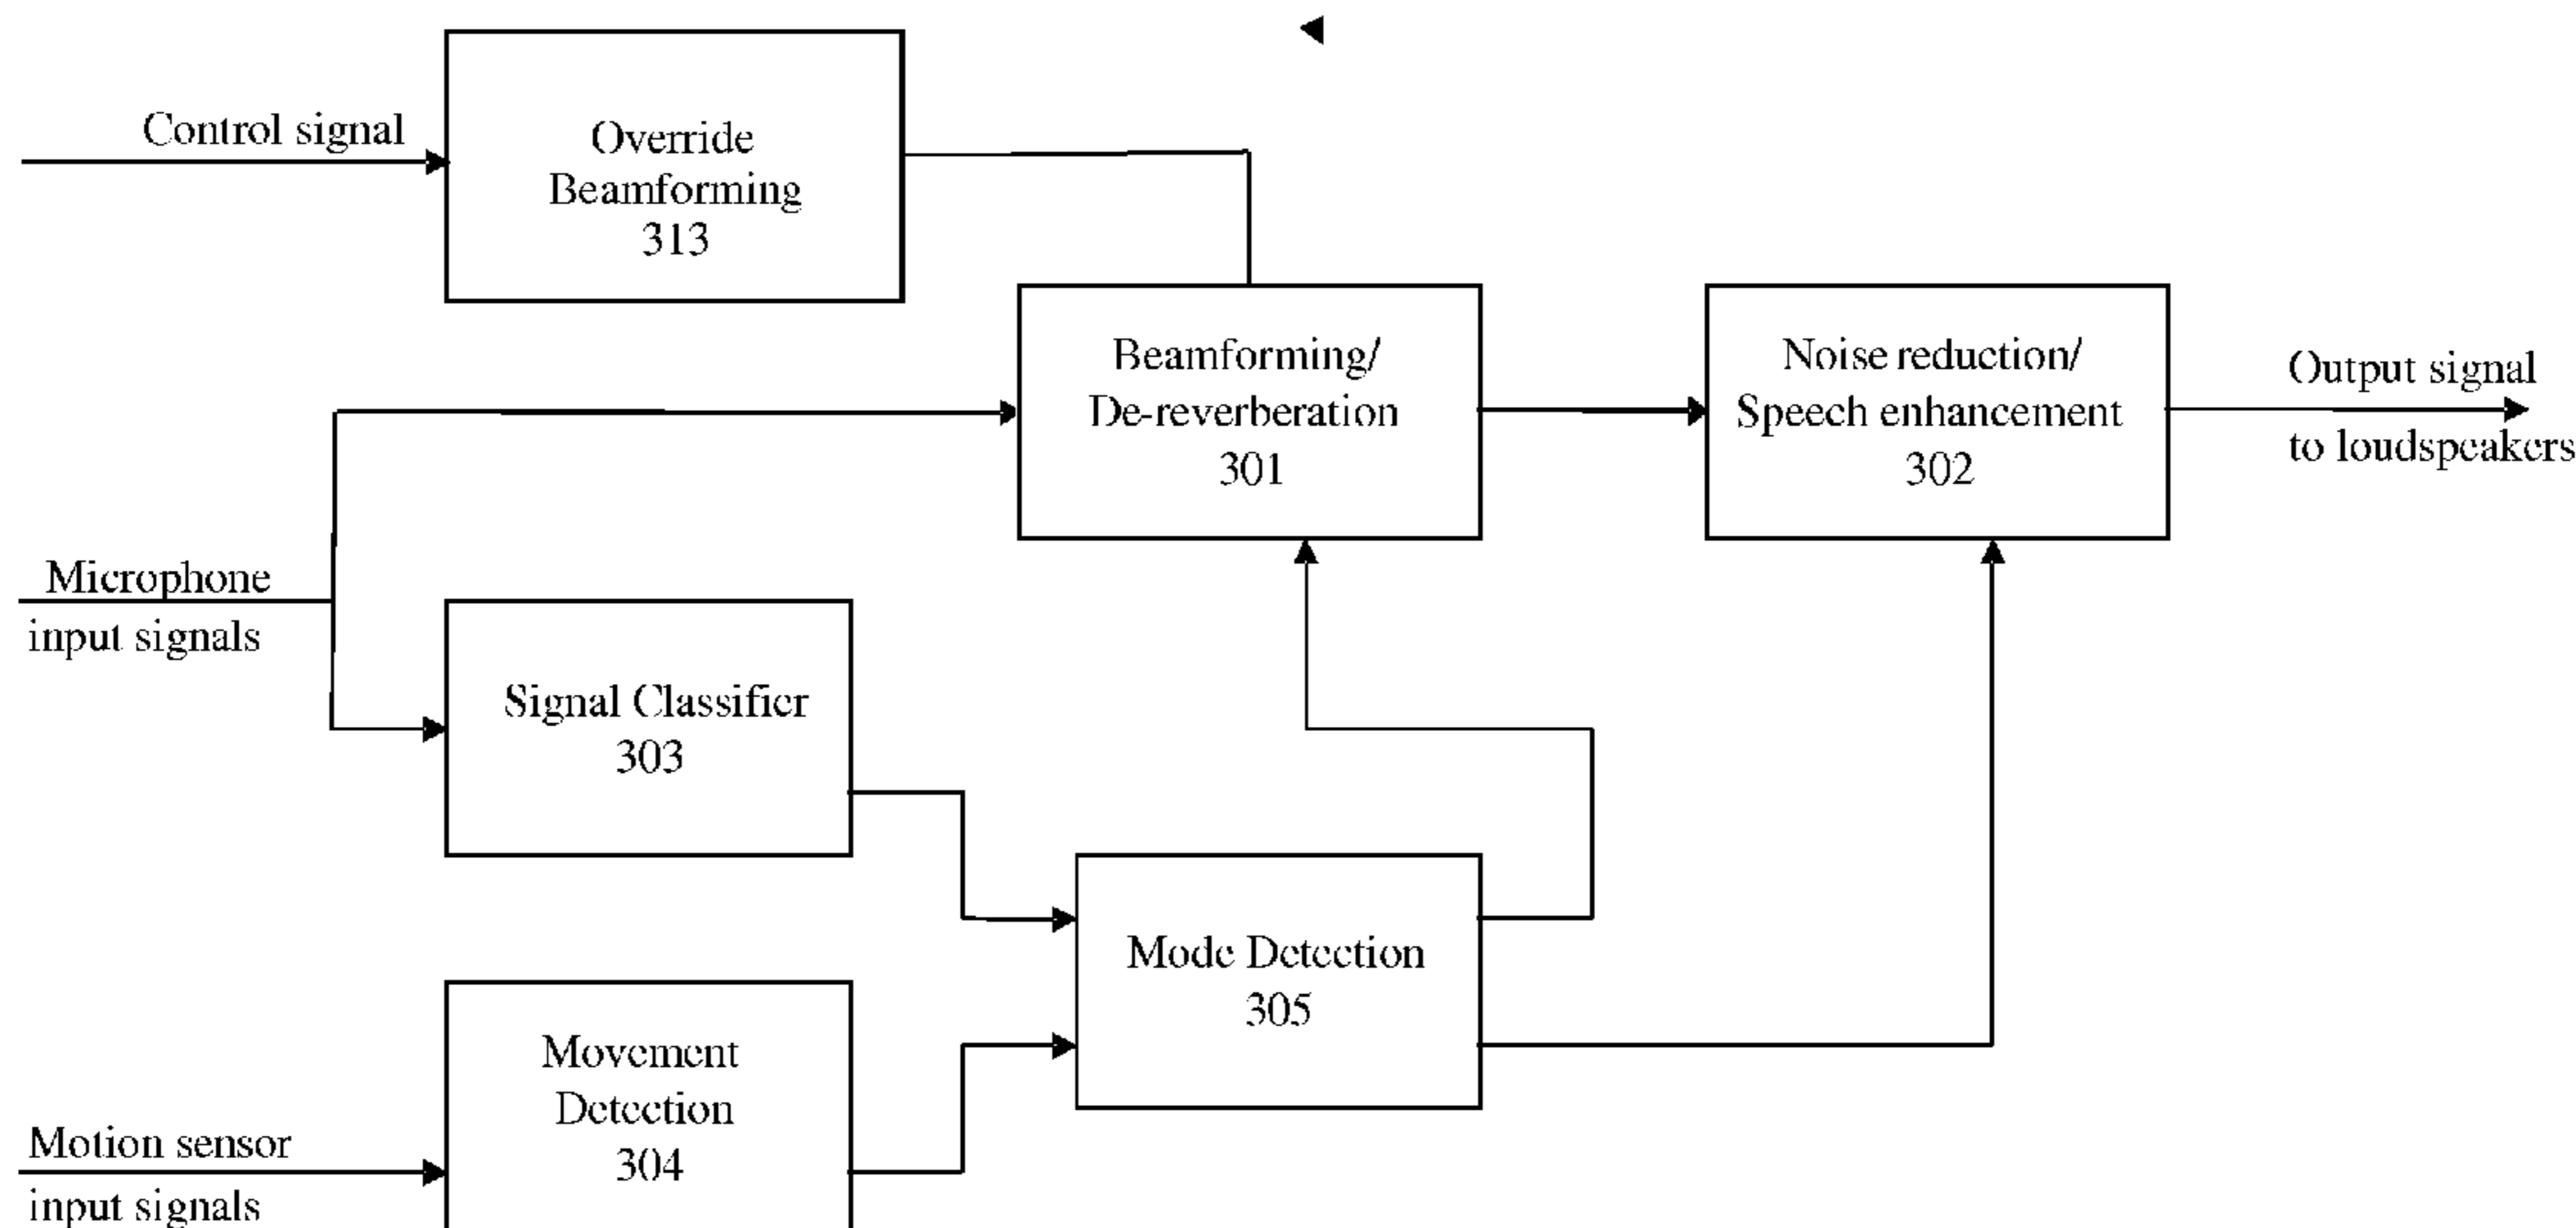 Control signal
Override
Beamforming
313
Beamforming/
De-reverberation
301
Noise reduction/
Speech enhancement
302
Output signal
to loudspeakers
Microphone
input signals
Signal Classifier
303
Mode Detection
305
Movement
Detection
304
Motion sensor
input signals